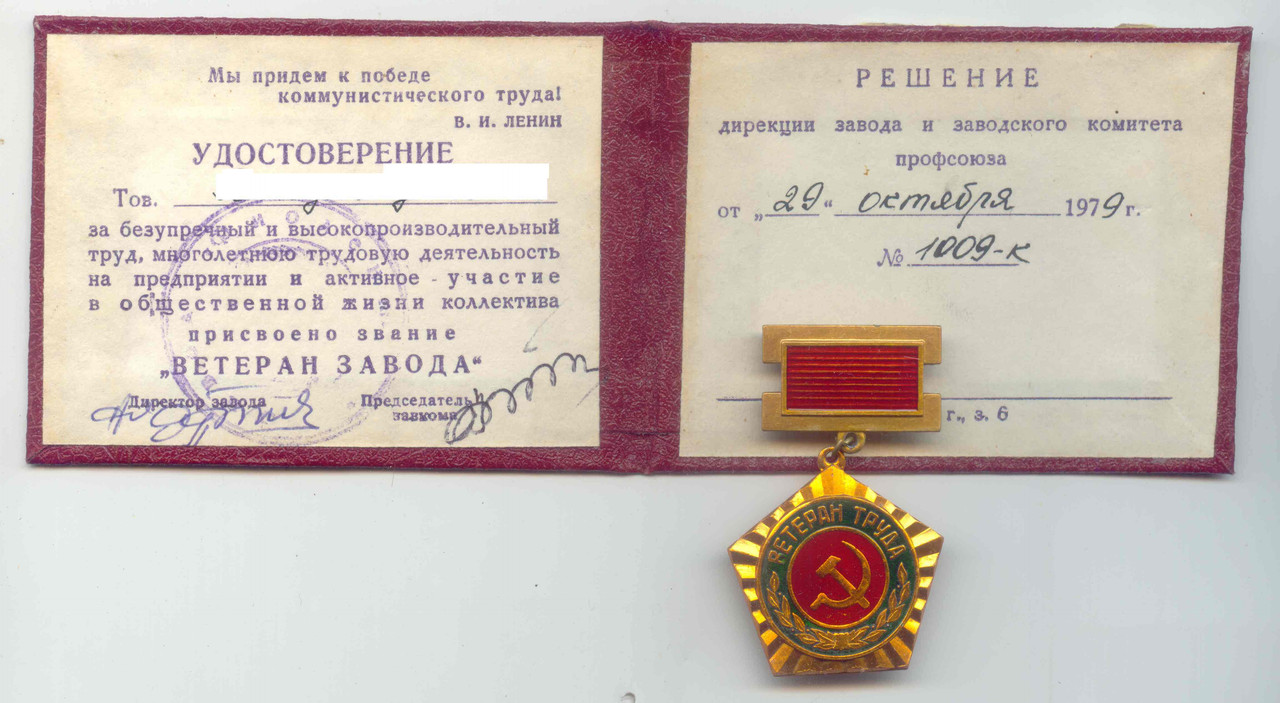 Мы придем к победе
коммунистического труда!
В. И. ЛЕНИН
УДОСТОВЕРЕНИЕ
Тов.
за безупречный и высокопроизводительный
труд, многолетнюю трудовую деятельность
на предприятии и активное - участие
в общественной жизни коллектива
присвоено звание
„ВЕТЕРАН ЗАВОДА“
Директор завода
Председатель
завкома
РЕШЕНИЕ
дирекции завода и заводского комитета
профсоюза
от „29“ октября 1979 г.
№ 1009-к
г., з. 6
ВЕТЕРАН ТРУДА